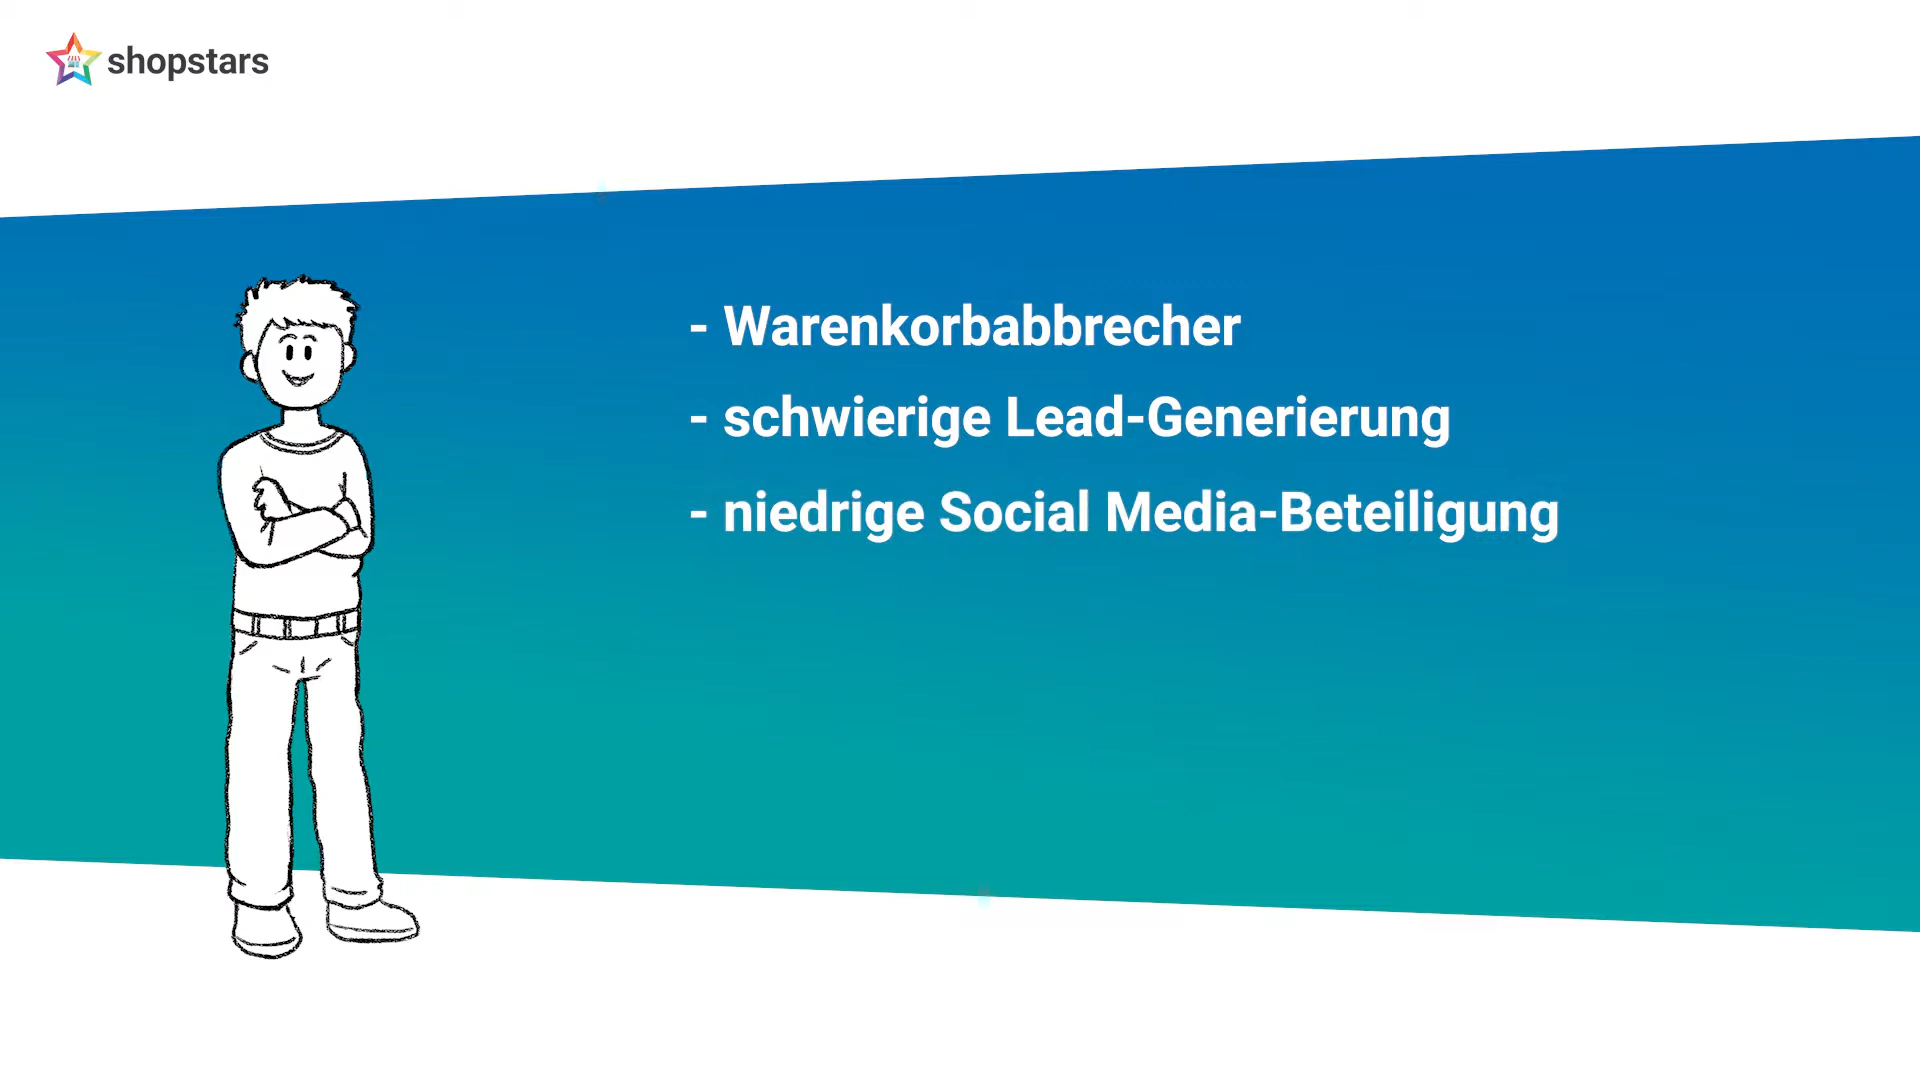 shopstars
- Warenkorbabbrecher
- schwierige Lead-Generierung
- niedrige Social Media-Beteiligung